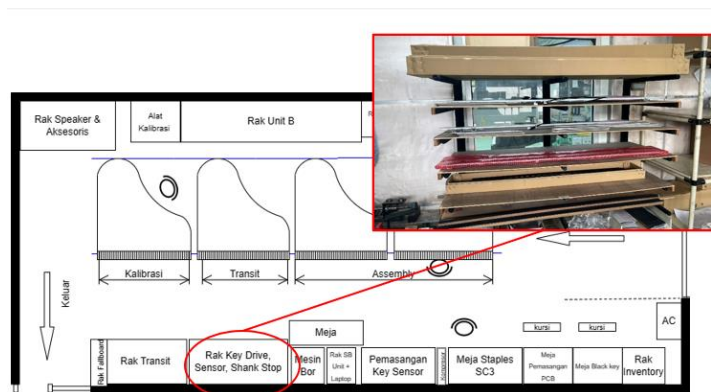 Rak Speaker &
Aksesoris
Alat
Kalibrasi
Rak Unit B
Kalibrasi
Transit
Assembly
Keluar
Meja
kursi
kursi
AC
Rak Fallboard
Rak Transit
Rak Key Drive,
Sensor, Shank Stop
Mesin
Bor
Rak SB
Unit +
Laptop
Pemasangan
Key Sensor
Kompresor
Meja Staples
SC3
Meja
Pemasangan
PCB
Meja Black key
Rak
Inventory